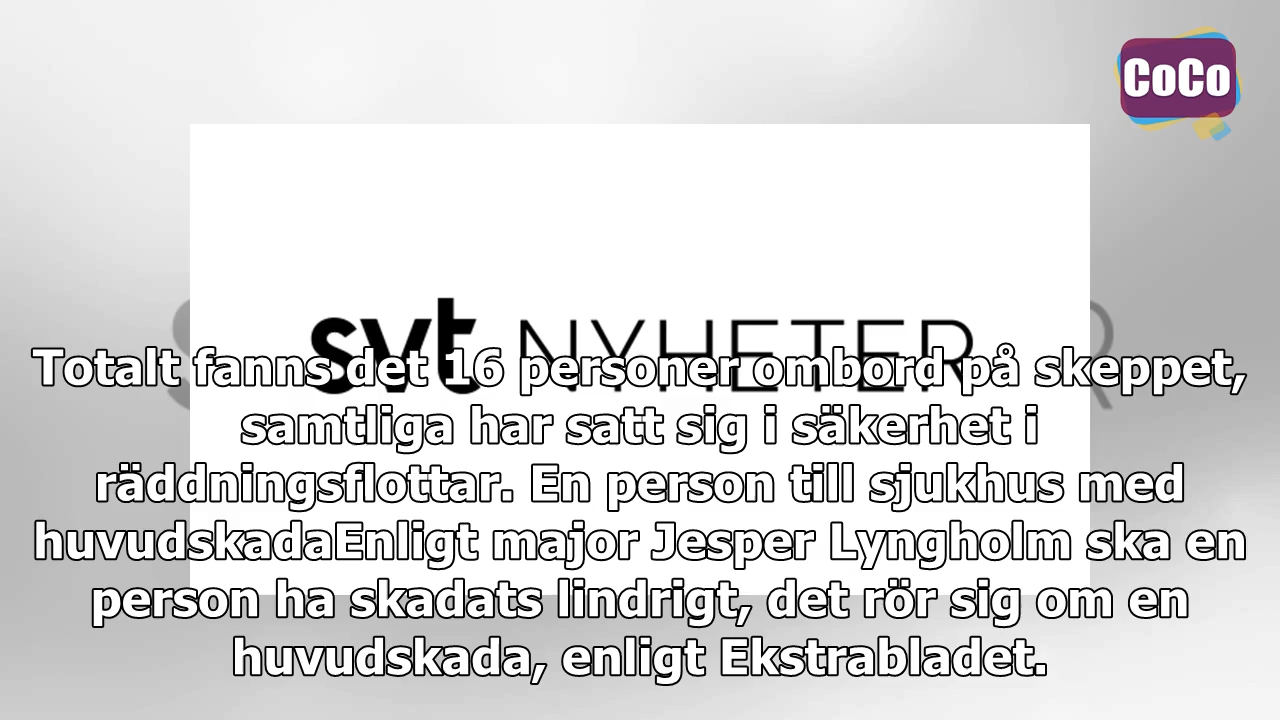 CoCo
svt NYHETER
Totalt fanns det 16 personer ombord på skeppet,
samtliga har satt sig i säkerhet i
räddningsflottar. En person till sjukhus med
huvudskadaEnligt major Jesper Lyngholm ska en
person ha skadats lindrigt, det rör sig om en
huvudskada, enligt Ekstrabladet.